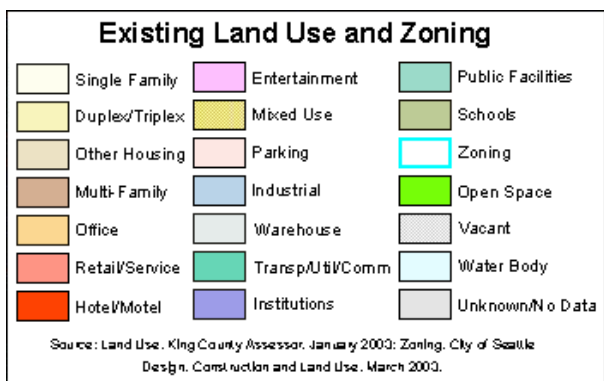 Existing Land Use and Zoning
Single Family
Entertainment
Public Facilities
Duplex/Triplex
Mixed Use
Schools
Other Housing
Parking
Zoning
Multi-Family
Industrial
Open Space
Office
Warehouse
Vacant
Retail/Service
Transp/Util/Comm
Water Body
Hotel/Motel
Institutions
Unknown/No Data
Source: Land Use, King County Assessor, January 2003; Zoning, City of Seattle
Design, Construction and Land Use, March 2003.